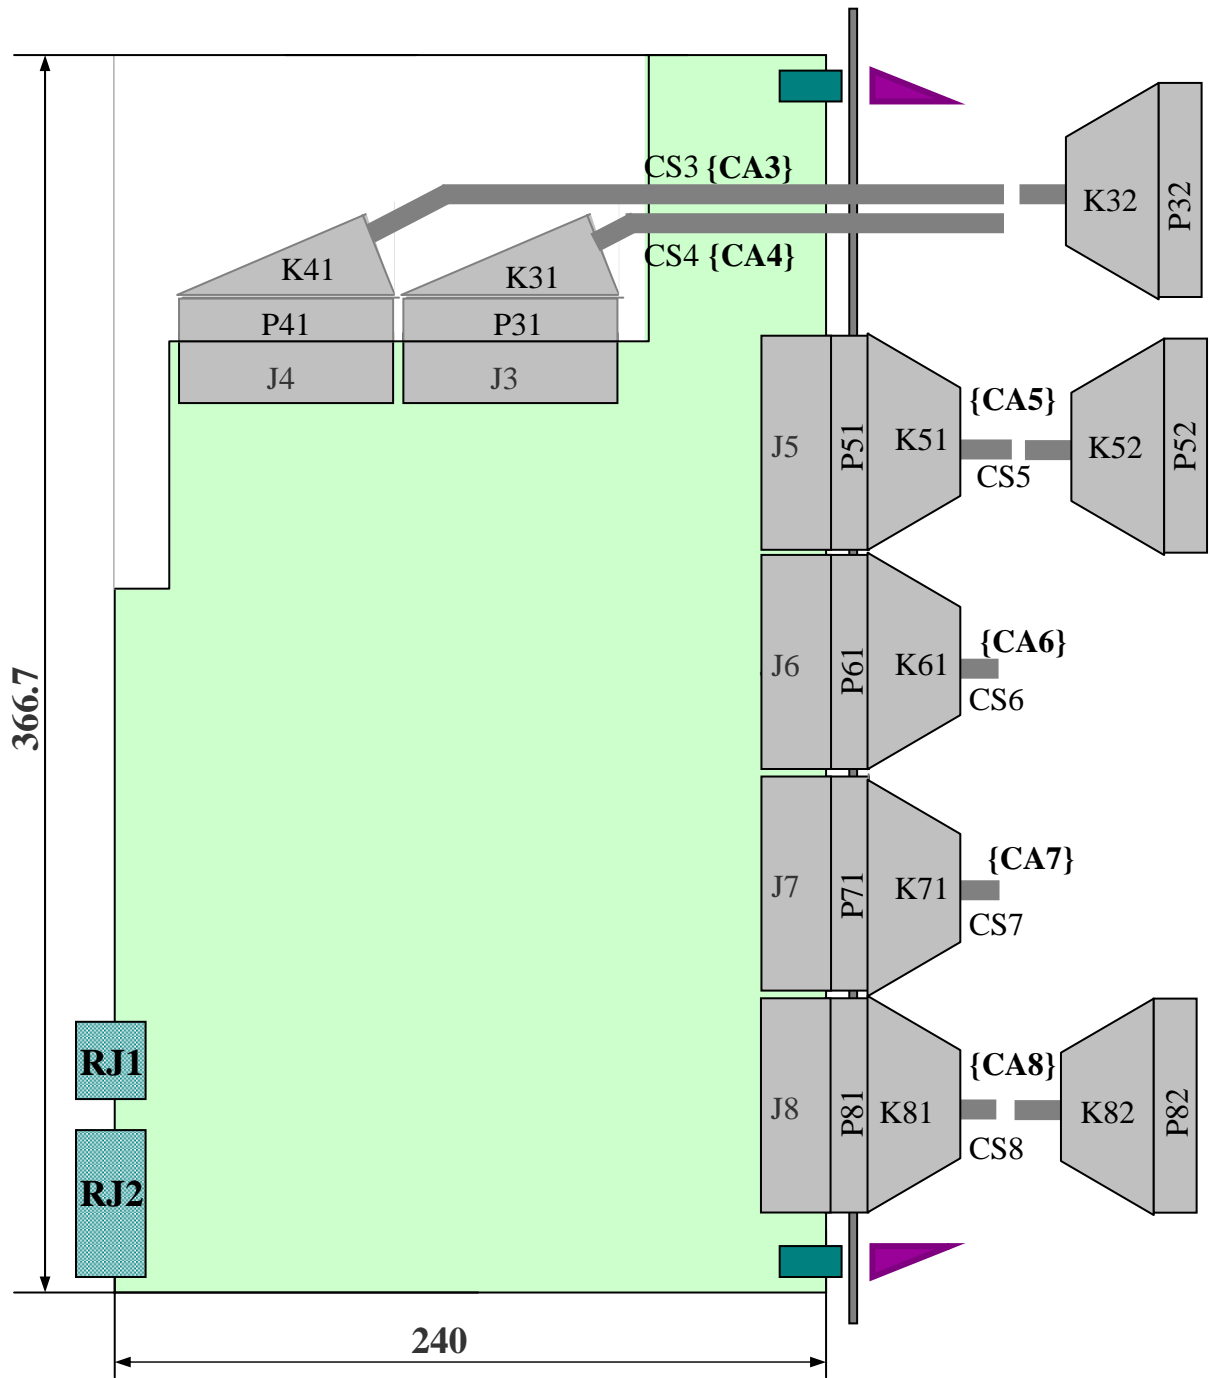 CS3 {CA3}
K32
P32
CS4 {CA4}
K41
K31
P41
P31
J4
J3
{CA5}
J5
P51
K51
K52
P52
CS5
{CA6}
J6
P61
K61
CS6
366.7
{CA7}
J7
P71
K71
CS7
RJ1
{CA8}
J8
P81
K81
K82
P82
CS8
RJ2
240